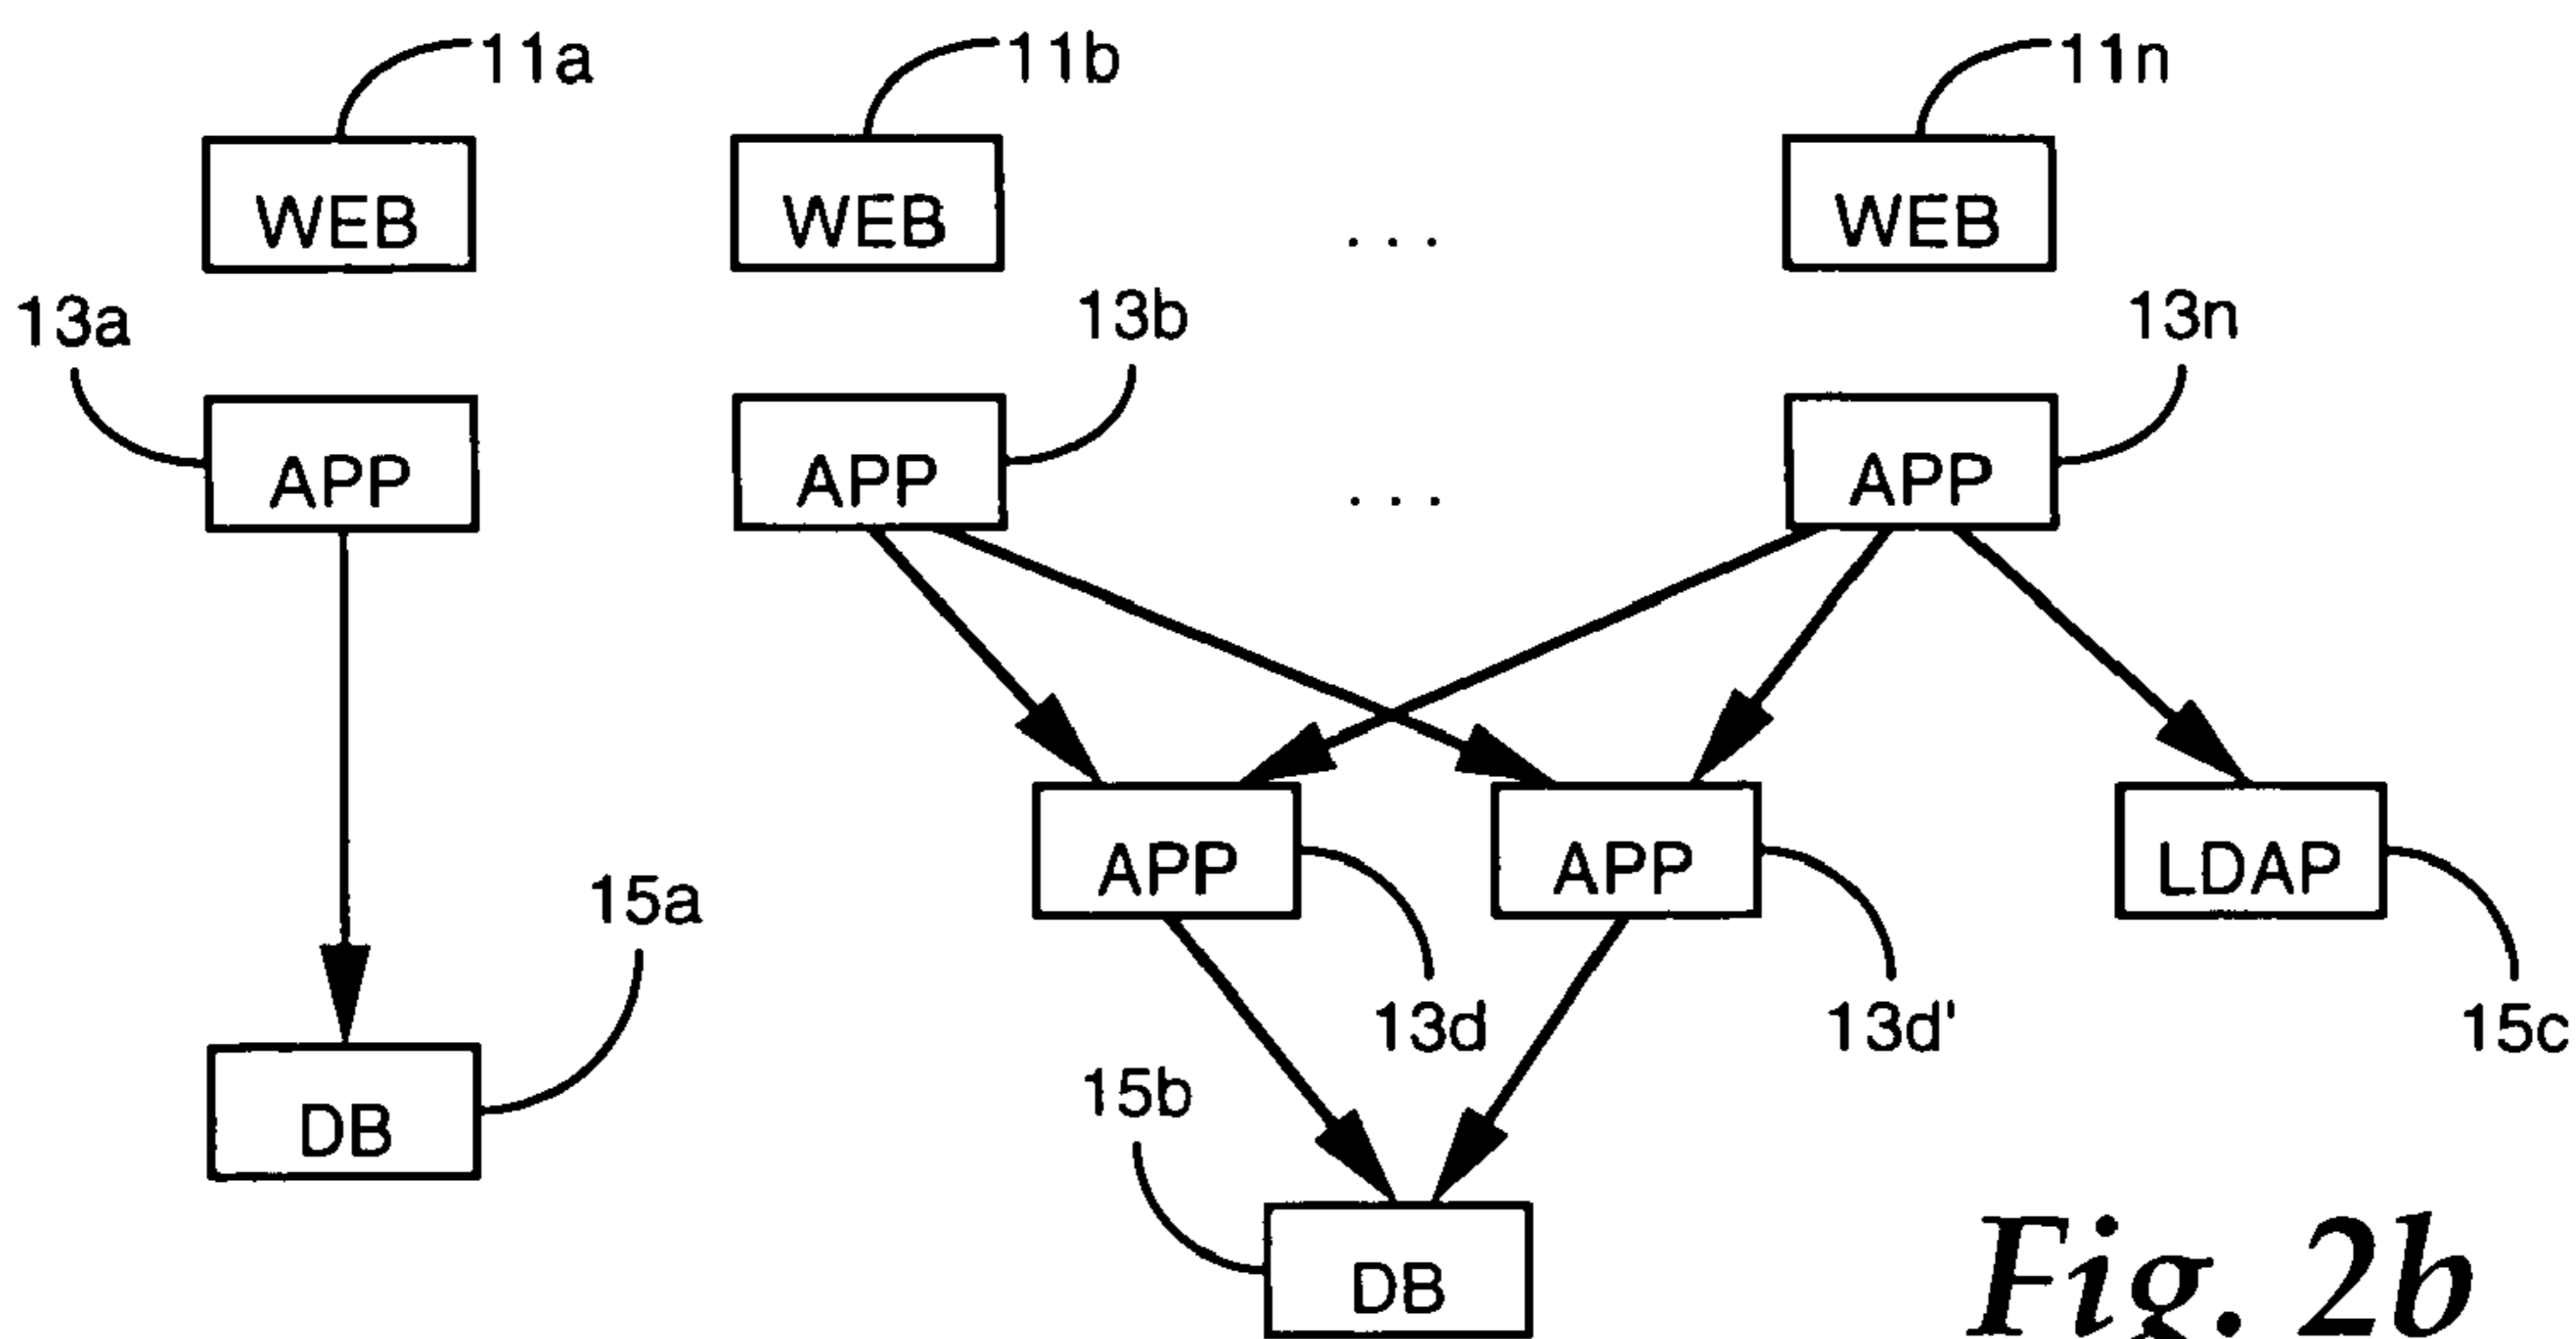 11a 11b 11n
WEB WEB ... WEB
13a 13b 13n
APP APP ... APP
APP APP LDAP
15a
13d 13d' 15c
15b
DB
DB
Fig. 2b